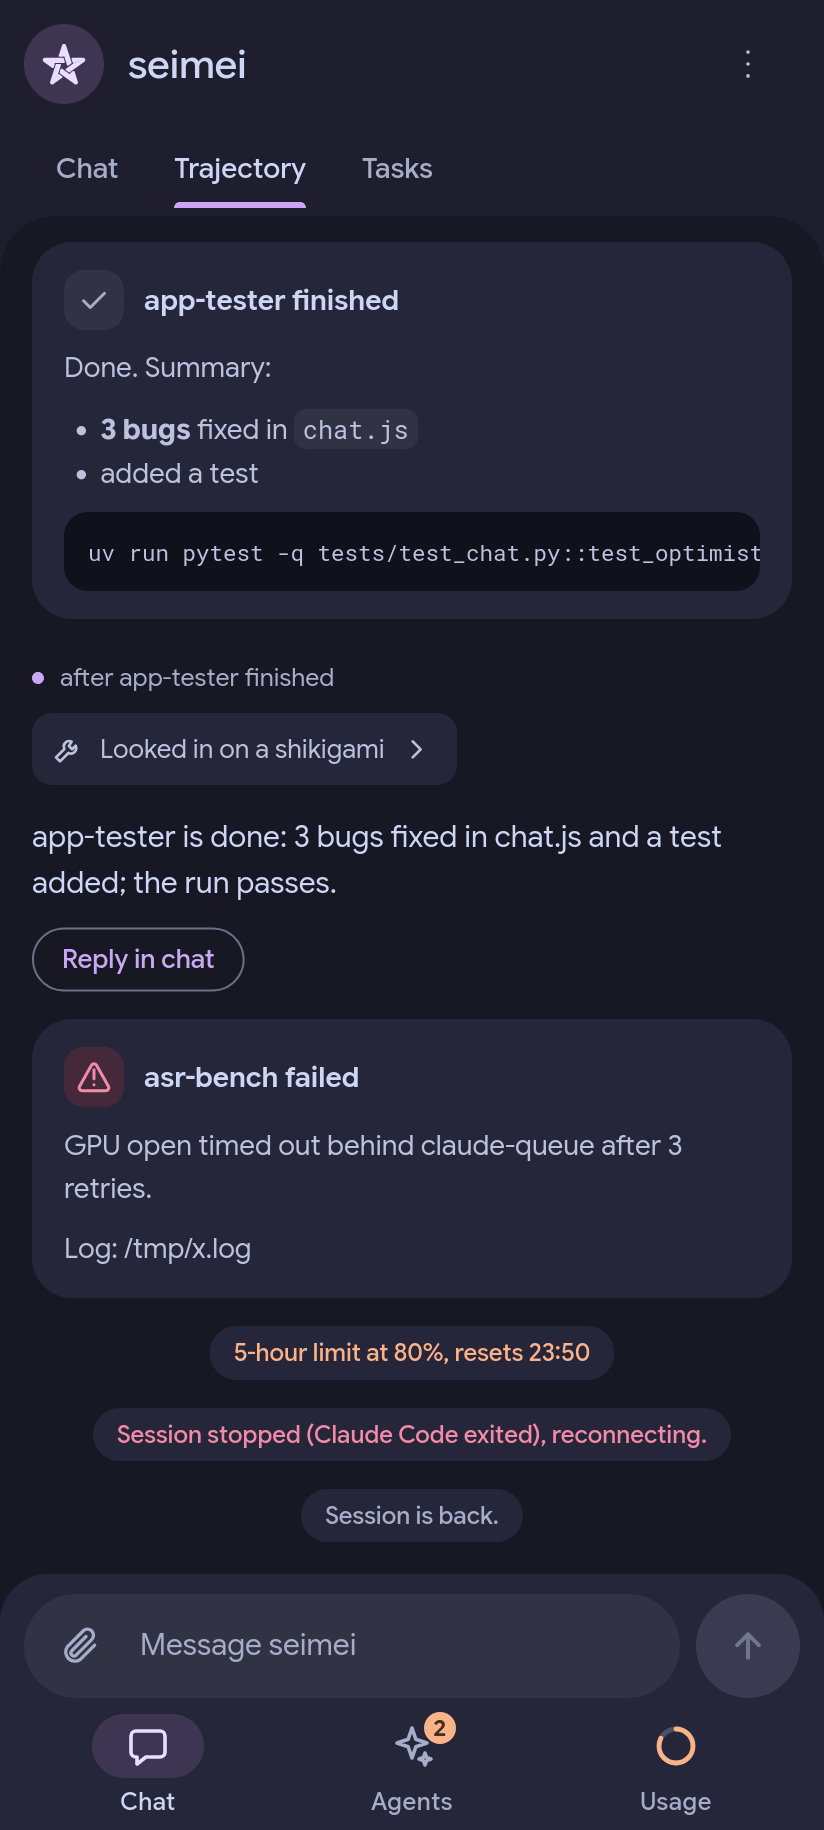 seimei
Chat Trajectory Tasks
app-tester finished
Done. Summary:
• 3 bugs fixed in chat.js
• added a test
uv run pytest -q tests/test_chat.py::test_optimist
after app-tester finished
Looked in on a shikigami
app-tester is done: 3 bugs fixed in chat.js and a test
added; the run passes.
Reply in chat
asr-bench failed
GPU open timed out behind claude-queue after 3
retries.
Log: /tmp/x.log
5-hour limit at 80%, resets 23:50
Session stopped (Claude Code exited), reconnecting.
Session is back.
Message seimei
2
Chat Agents Usage